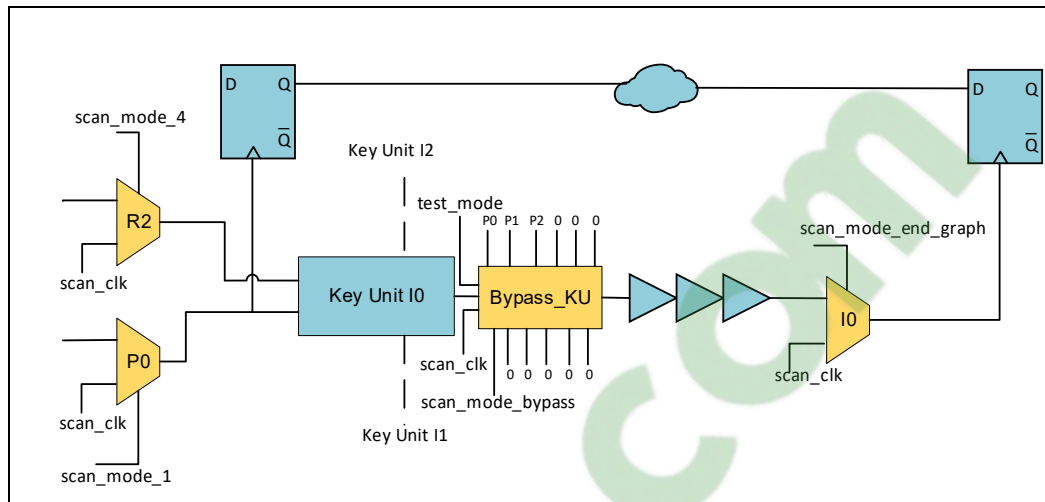 D Q
Q
scan_mode_4
R2
scan_clk
P0
scan_clk
scan_mode_1
Key Unit I2
Key Unit I0
Key Unit I1
test_mode
P0 P1 P2 0 0 0
Bypass_KU
scan_clk
0 0 0 0 0
scan_mode_bypass
scan_mode_end_graph
I0
scan_clk
D Q
Q
com